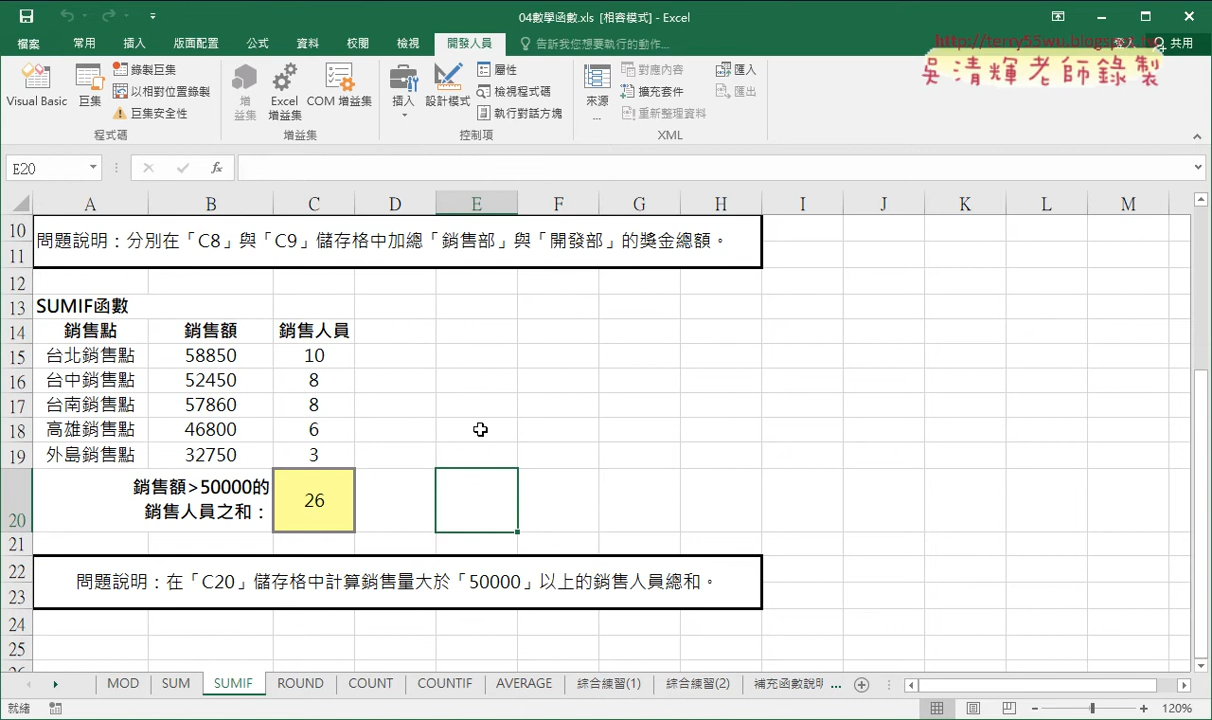 04數學函數.xls [相容模式] - Excel
檔案 常用 插入 版面配置 公式 資料 校閱 檢視 開發人員 告訴我您想要執行的動作... 登入 共用
http://terry55wu.blogspot.tw
吳清輝老師錄製
Visual Basic 巨集 錄製巨集 以相對位置錄製 巨集安全性 程式碼
增益集 Excel 增益集 COM 增益集 增益集
插入 設計模式 屬性 檢視程式碼 執行對話方塊 控制項
來源... 對應內容 擴充套件 重新整理資料 匯入 匯出 XML
E20 fx
A B C D E F G H I J K L M
10 問題說明：分別在「C8」與「C9」儲存格中加總「銷售部」與「開發部」的獎金總額。
11
12
13 SUMIF函數
14 銷售點 銷售額 銷售人員
15 台北銷售點 58850 10
16 台中銷售點 52450 8
17 台南銷售點 57860 8
18 高雄銷售點 46800 6
19 外島銷售點 32750 3
銷售額>50000的
20 銷售人員之和： 26
21
22 問題說明：在「C20」儲存格中計算銷售量大於「50000」以上的銷售人員總和。
23
24
25
MOD SUM SUMIF ROUND COUNT COUNTIF AVERAGE 綜合練習(1) 綜合練習(2) 補充函數說明 ...
就緒 120%